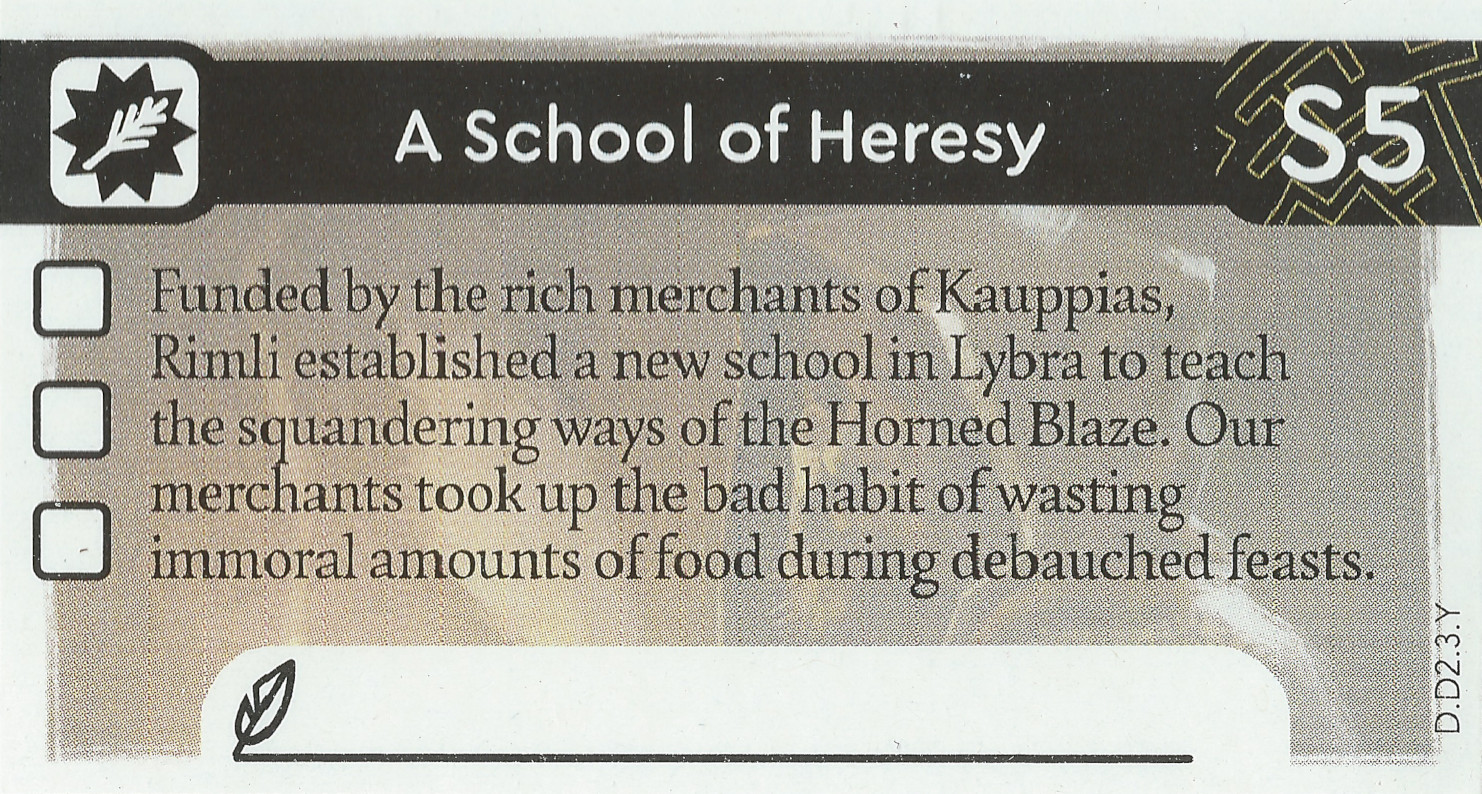 A School of Heresy
S5
Funded by the rich merchants of Kauppias,
Rimli established a new school in Lybra to teach
the squandering ways of the Horned Blaze. Our
merchants took up the bad habit of wasting
immoral amounts of food during debauched feasts.
D.D2.3.Y